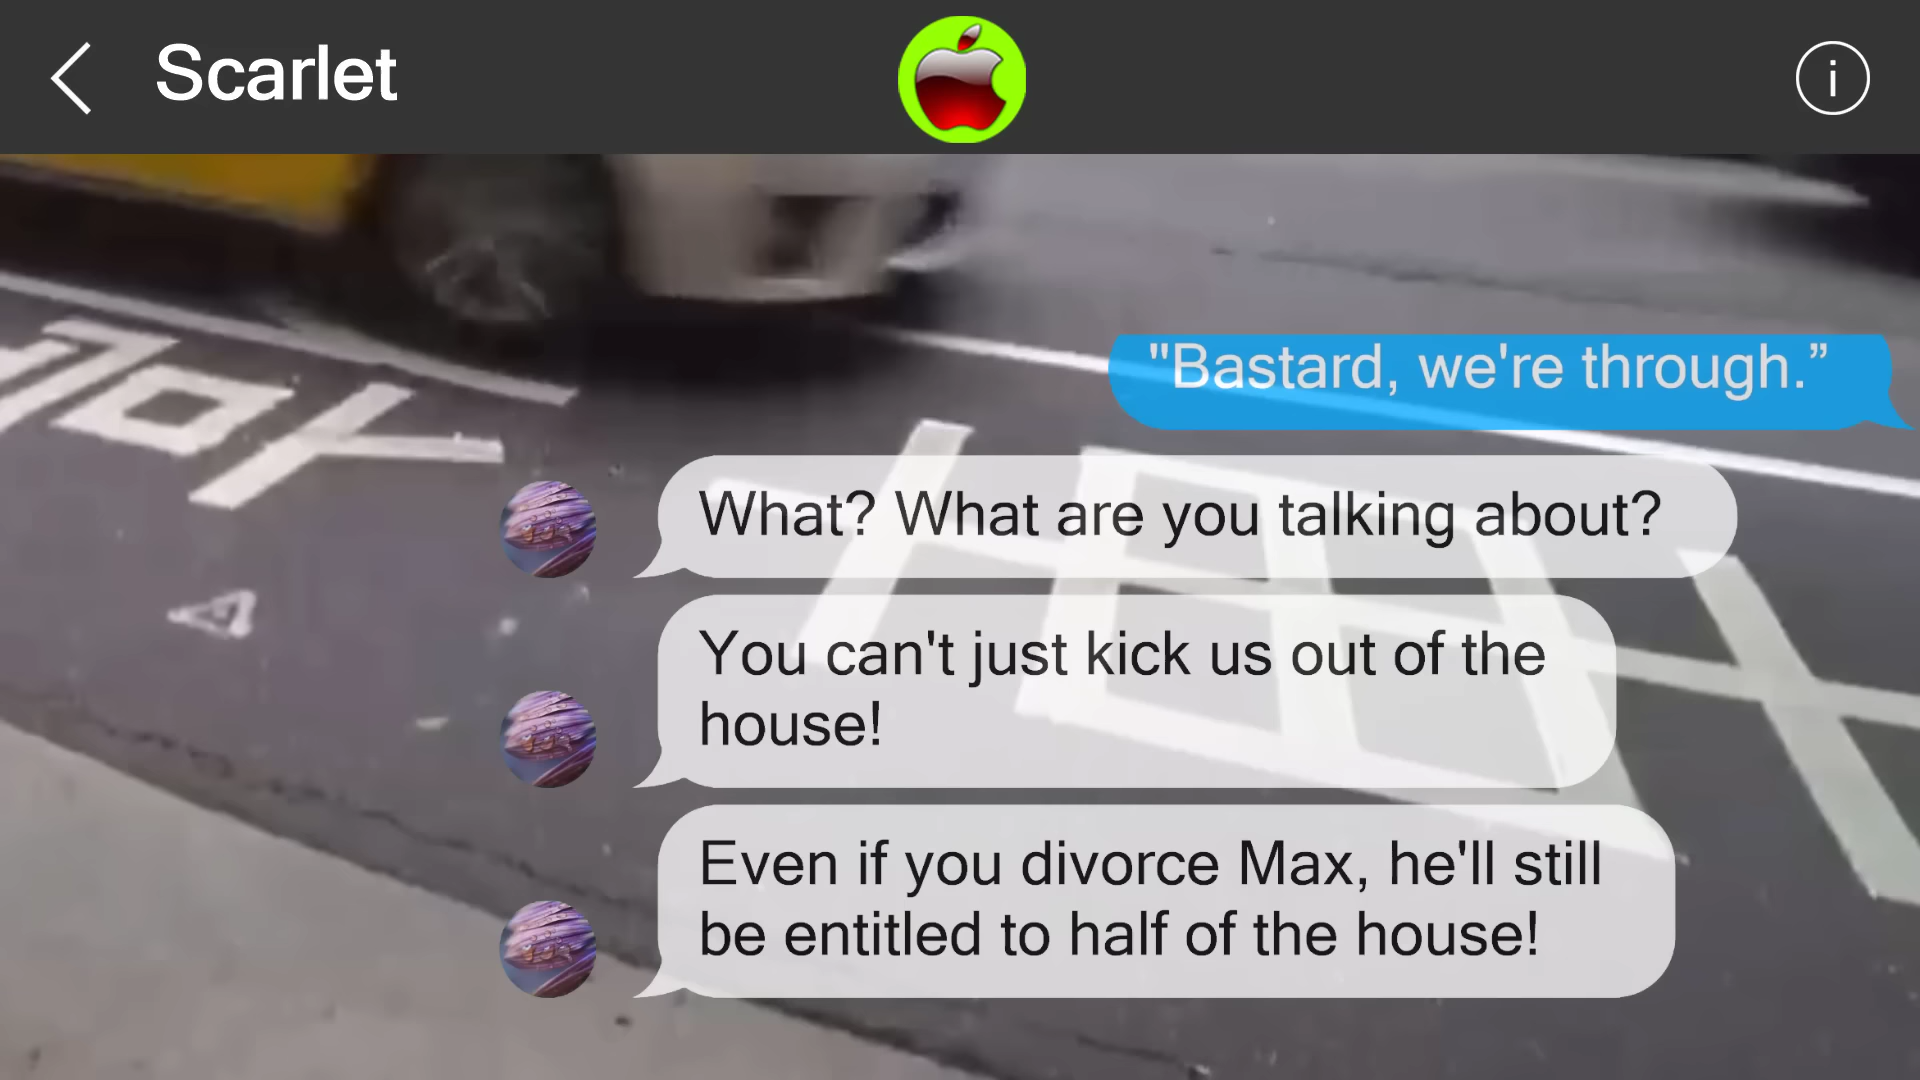 Scarlet
"Bastard, we're through.”
What? What are you talking about?
You can't just kick us out of the
house!
Even if you divorce Max, he'll still
be entitled to half of the house!